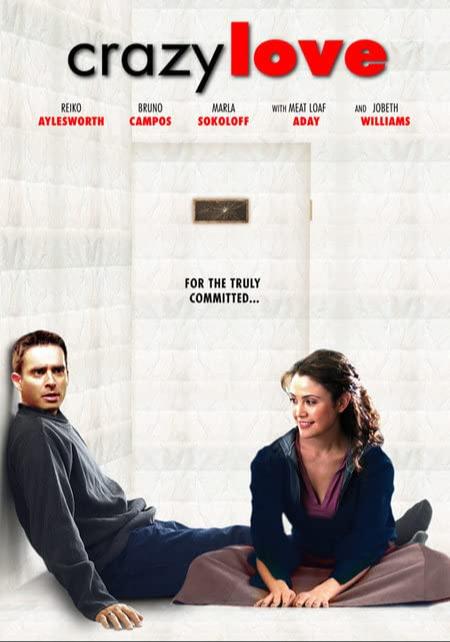 crazylove
REIKO BRUNO MARLA WITH MEAT LOAF AND JOBETH
AYLESWORTH CAMPOS SOKOLOFF ADAY WILLIAMS
FOR THE TRULY
COMMITTED...